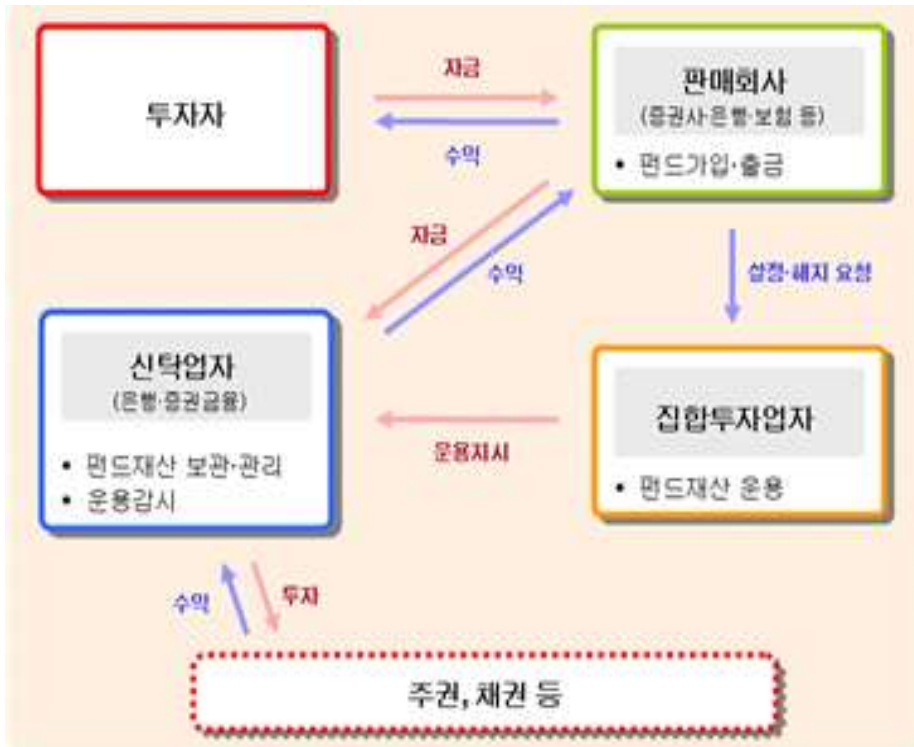 투자자
자금
수익
판매회사
(증권사·은행·보험 등)
• 펀드가입·출금
자금
수익
설정·해지 요청
신탁업자
(은행·증권금융)
• 펀드재산 보관·관리
• 운용감시
운용지시
집합투자업자
• 펀드재산 운용
수익
투자
주권, 채권 등